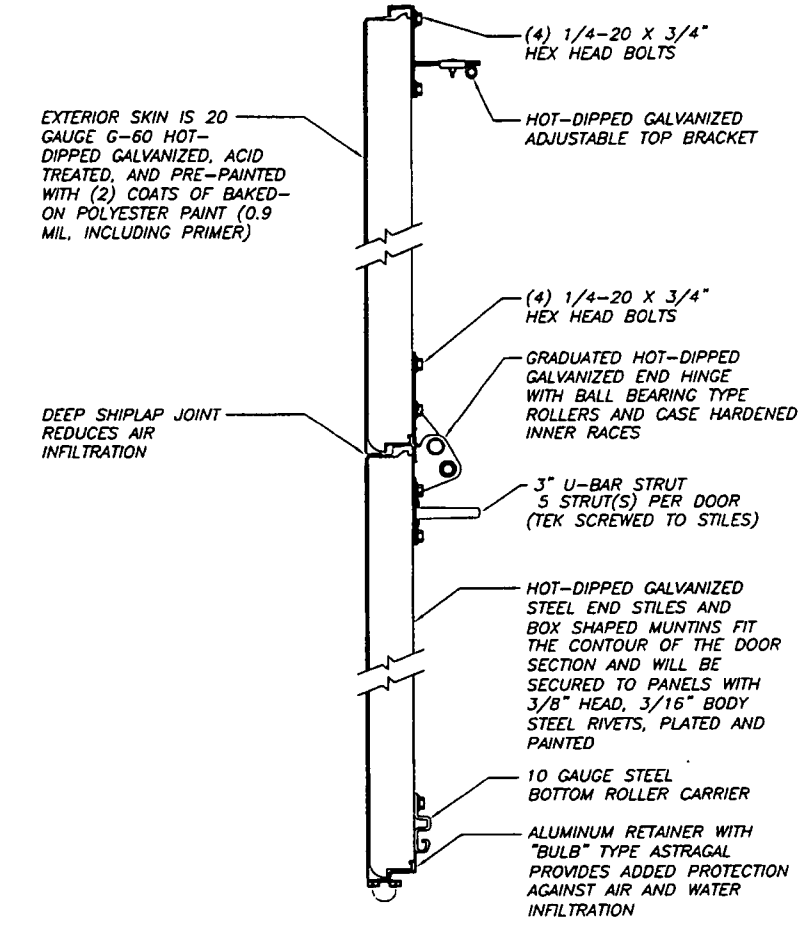 (4) 1/4-20 X 3/4"
HEX HEAD BOLTS
HOT-DIPPED GALVANIZED
ADJUSTABLE TOP BRACKET
EXTERIOR SKIN IS 20
GAUGE G-60 HOT-
DIPPED GALVANIZED, ACID
TREATED, AND PRE-PAINTED
WITH (2) COATS OF BAKED-
ON POLYESTER PAINT (0.9
MIL, INCLUDING PRIMER)
(4) 1/4-20 X 3/4"
HEX HEAD BOLTS
GRADUATED HOT-DIPPED
GALVANIZED END HINGE
WITH BALL BEARING TYPE
ROLLERS AND CASE HARDENED
INNER RACES
DEEP SHIPLAP JOINT
REDUCES AIR
INFILTRATION
3" U-BAR STRUT
5 STRUT(S) PER DOOR
(TEK SCREWED TO STILES)
HOT-DIPPED GALVANIZED
STEEL END STILES AND
BOX SHAPED MUNTINS FIT
THE CONTOUR OF THE DOOR
SECTION AND WILL BE
SECURED TO PANELS WITH
3/8" HEAD, 3/16" BODY
STEEL RIVETS, PLATED AND
PAINTED
10 GAUGE STEEL
BOTTOM ROLLER CARRIER
ALUMINUM RETAINER WITH
"BULB" TYPE ASTRAGAL
PROVIDES ADDED PROTECTION
AGAINST AIR AND WATER
INFILTRATION